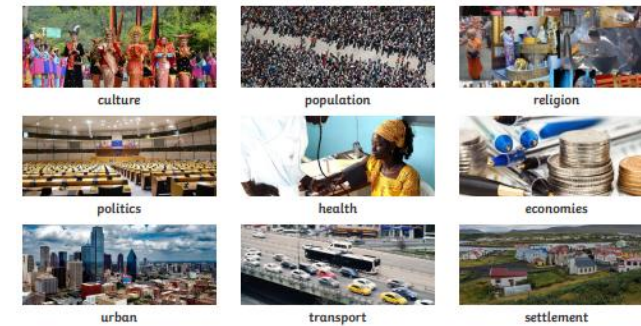 culture population religion
politics health economies
urban transport settlement